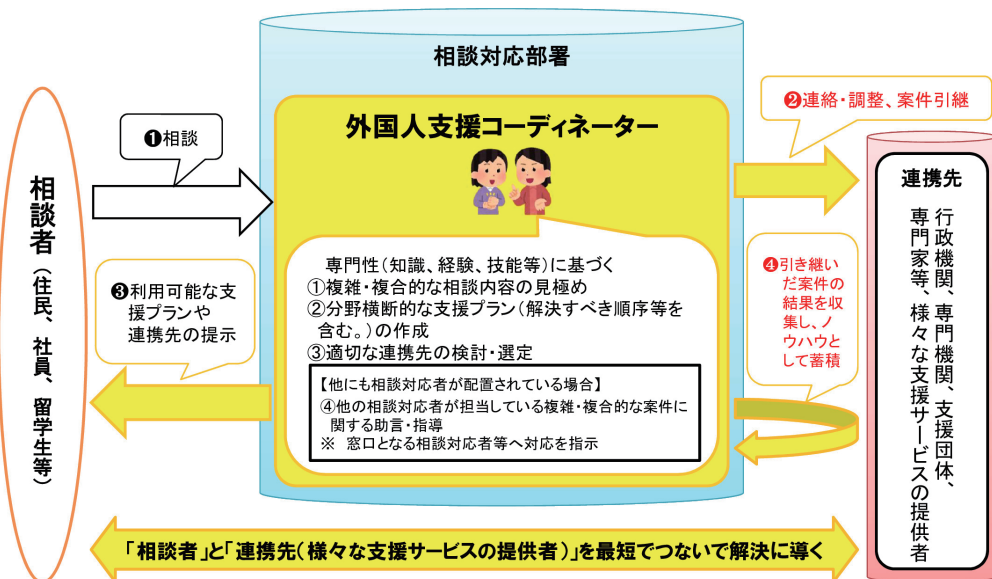 相談対応部署
外国人支援コーディネーター
❶相談
❷連絡・調整、案件引継
相談者（住民、社員、留学生等）
❸利用可能な支
援プランや
連携先の提示
専門性（知識、経験、技能等）に基づく
①複雑・複合的な相談内容の見極め
②分野横断的な支援プラン（解決すべき順序等を
含む。）の作成
③適切な連携先の検討・選定
【他にも相談対応者が配置されている場合】
④他の相談対応者が担当している複雑・複合的な案件に
関する助言・指導
※ 窓口となる相談対応者等へ対応を指示
❹引き継い
だ案件の
結果を収
集し、ノ
ウハウと
して蓄積
連携先
行政機関、専門機関、支援団体、
専門家等、様々な支援サービスの提供者
「相談者」と「連携先（様々な支援サービスの提供者）」を最短でつないで解決に導く